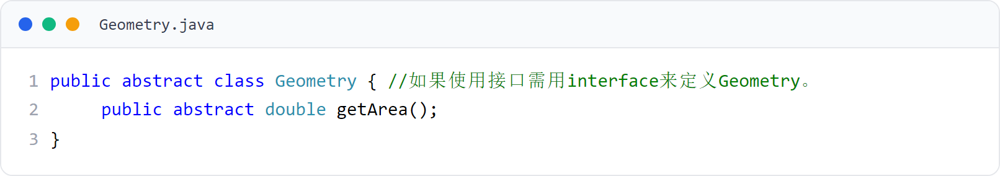 Geometry.java
1 public abstract class Geometry { //如果使用接口需用interface来定义Geometry。
2     public abstract double getArea();
3 }